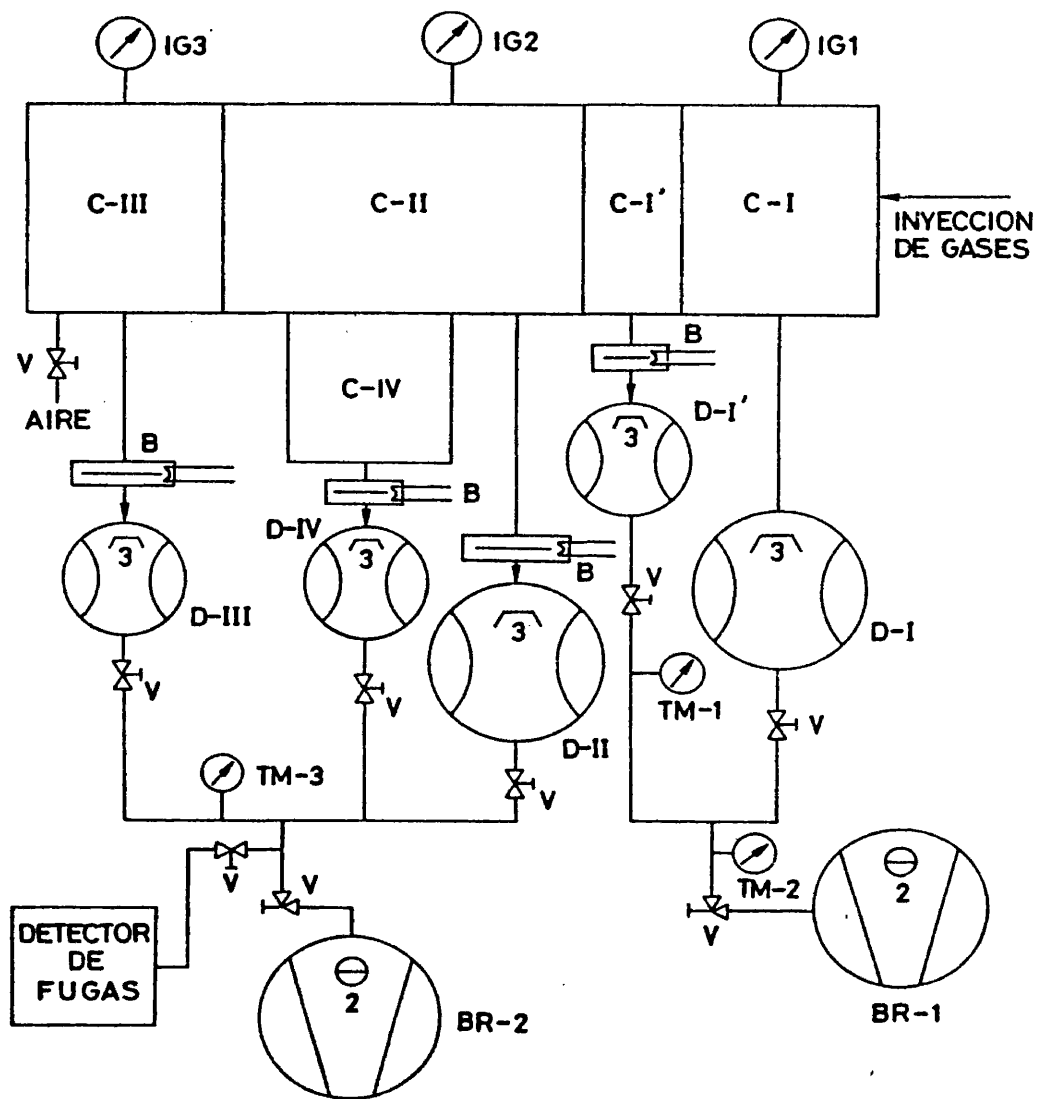 IG3
IG2
IG1
C-III
C-II
C-I'
C-I
INYECCION
DE GASES
V
AIRE
C-IV
B
B
D-I'
3
B
D-IV
B
3
3
D-III
3
D-II
3
D-I
V
V
V
V
V
V
TM-1
TM-3
TM-2
V
V
V
DETECTOR
DE
FUGAS
2
BR-2
2
BR-1